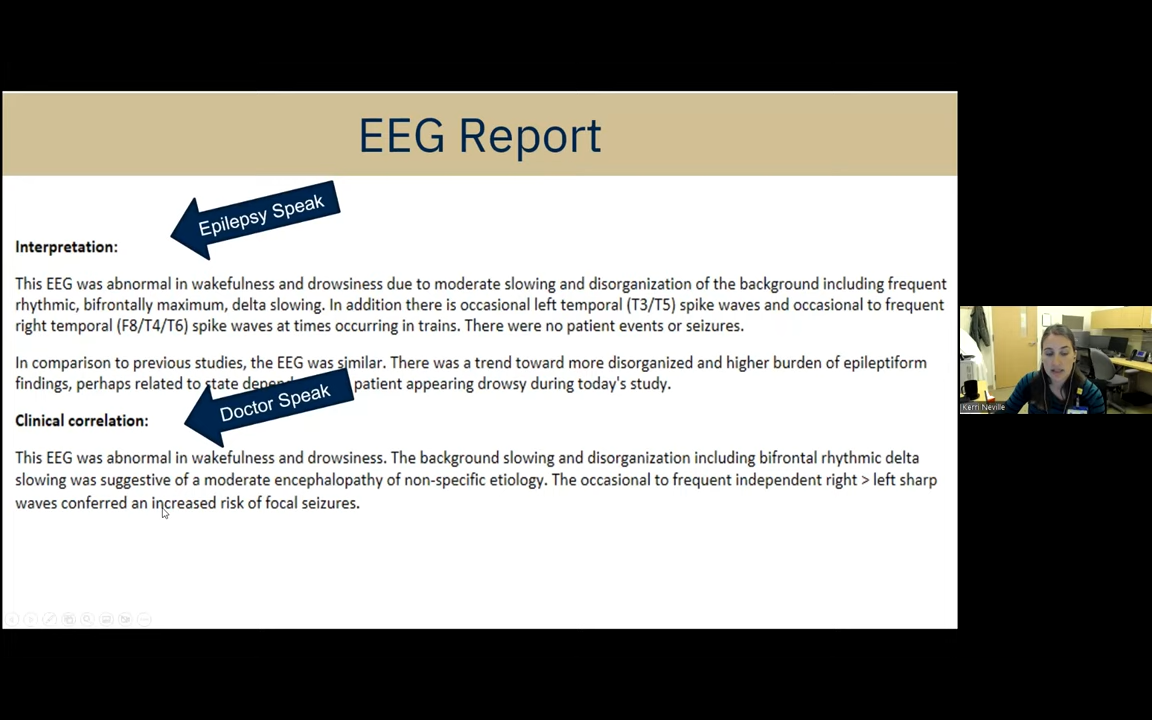 EEG Report
Epilepsy Speak
Interpretation:
This EEG was abnormal in wakefulness and drowsiness due to moderate slowing and disorganization of the background including frequent
rhythmic, bifrontally maximum, delta slowing. In addition there is occasional left temporal (T3/T5) spike waves and occasional to frequent
right temporal (F8/T4/T6) spike waves at times occurring in trains. There were no patient events or seizures.
In comparison to previous studies, the EEG was similar. There was a trend toward more disorganized and higher burden of epileptiform
findings, perhaps related to state patient appearing drowsy during today's study.
Doctor Speak
Clinical correlation:
This EEG was abnormal in wakefulness and drowsiness. The background slowing and disorganization including bifrontal rhythmic delta
slowing was suggestive of a moderate encephalopathy of non-specific etiology. The occasional to frequent independent right > left sharp
waves conferred an increased risk of focal seizures.
Kerri Neville